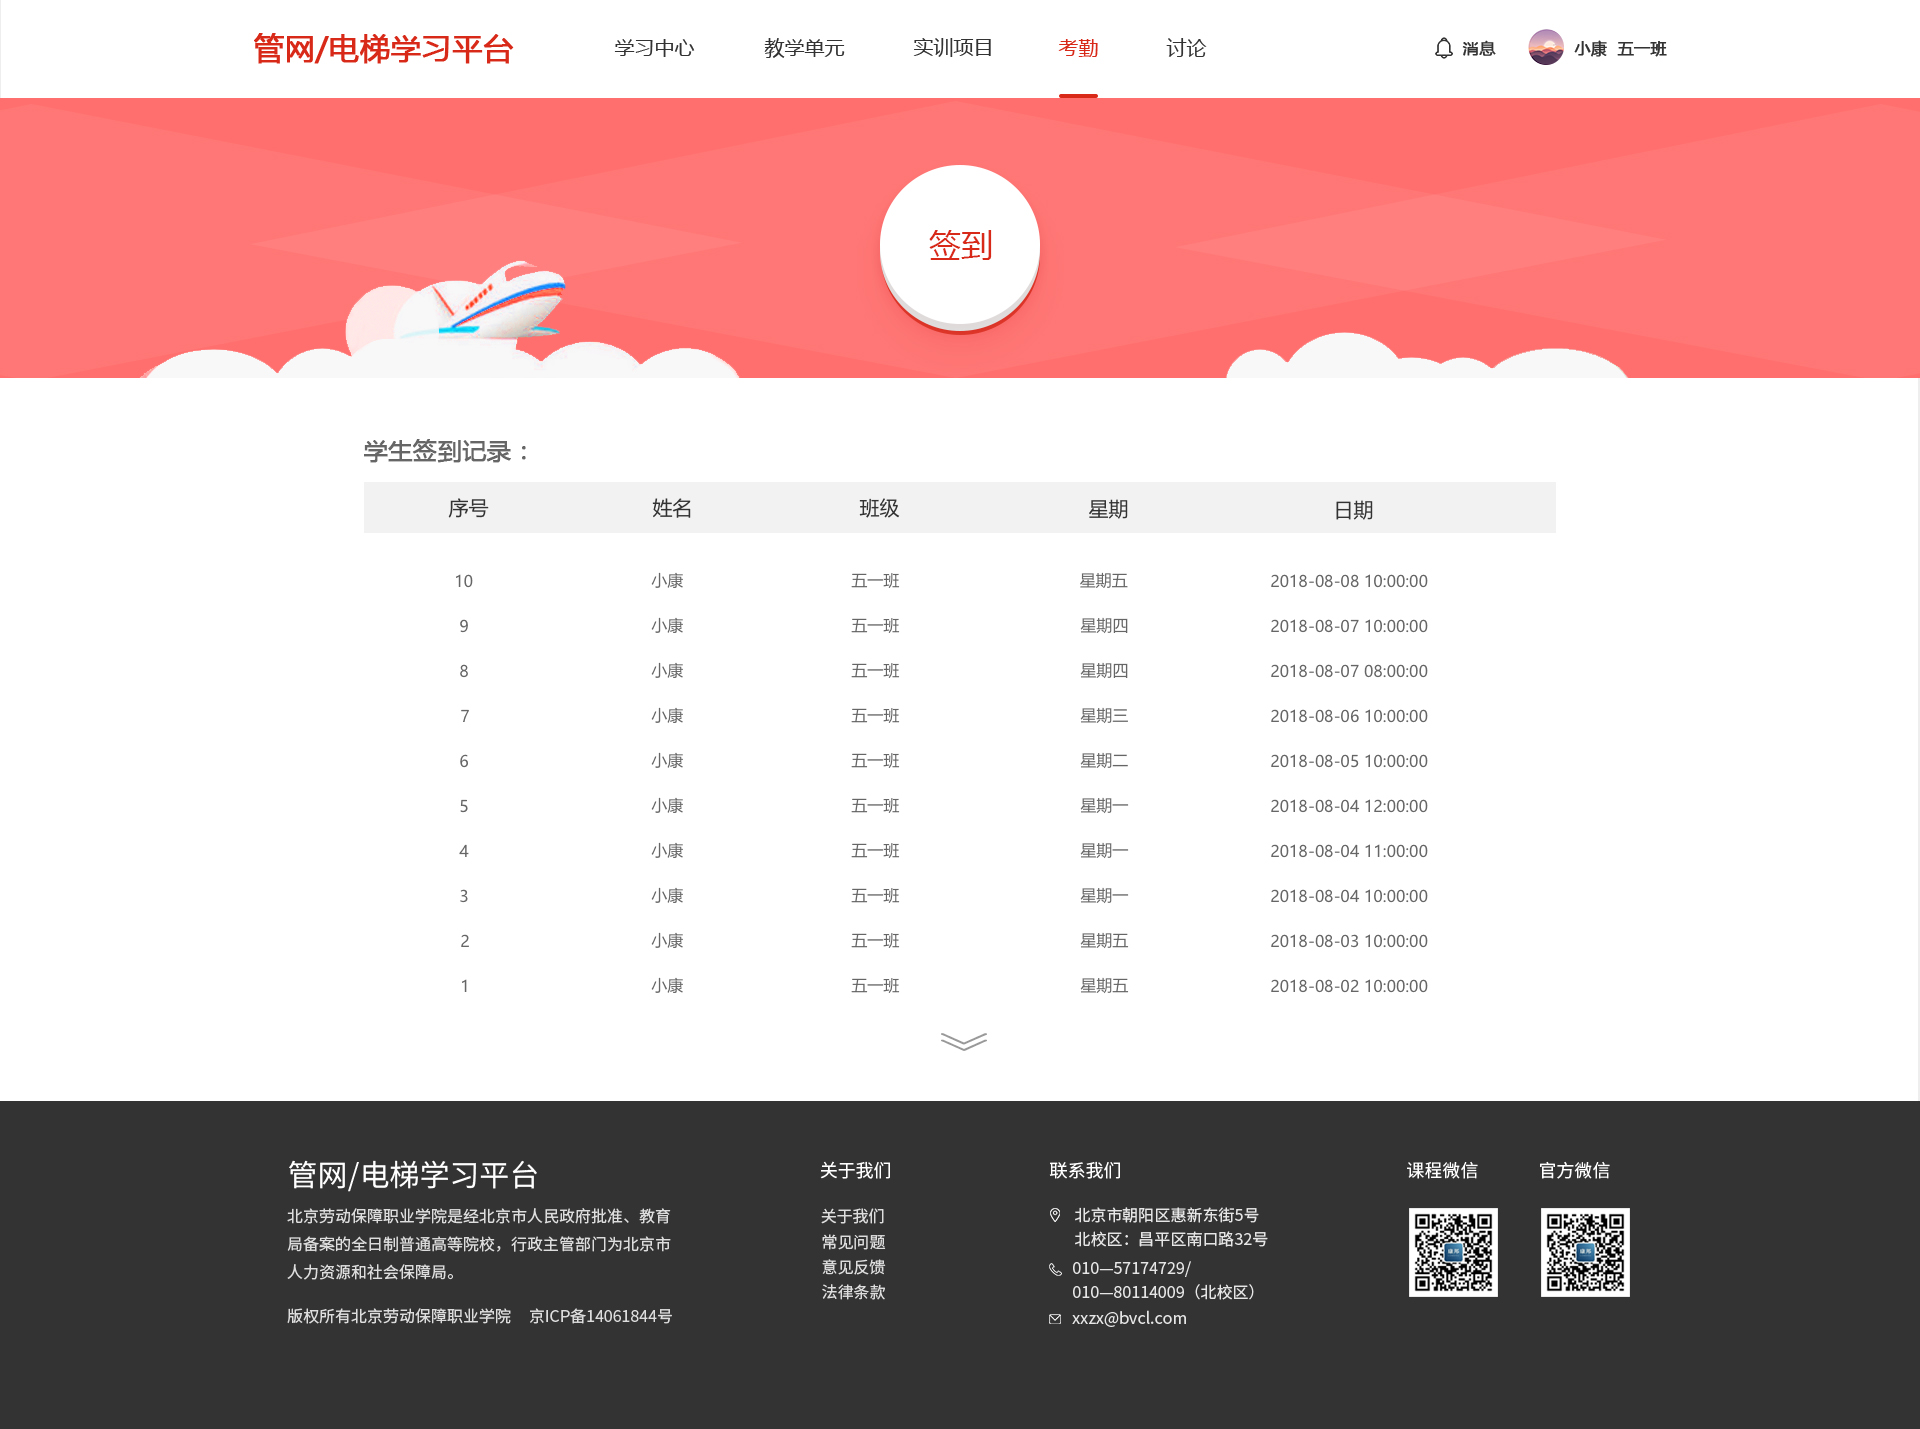 管网/电梯学习平台 学习中心 教学单元 实训项目 考勤 讨论 消息 小康 五一班
签到
学生签到记录：
序号 姓名 班级 星期 日期
10 小康 五一班 星期五 2018-08-08 10:00:00
9 小康 五一班 星期四 2018-08-07 10:00:00
8 小康 五一班 星期四 2018-08-07 08:00:00
7 小康 五一班 星期三 2018-08-06 10:00:00
6 小康 五一班 星期二 2018-08-05 10:00:00
5 小康 五一班 星期一 2018-08-04 12:00:00
4 小康 五一班 星期一 2018-08-04 11:00:00
3 小康 五一班 星期一 2018-08-04 10:00:00
2 小康 五一班 星期五 2018-08-03 10:00:00
1 小康 五一班 星期五 2018-08-02 10:00:00
管网/电梯学习平台
北京劳动保障职业学院是经北京市人民政府批准、教育
局备案的全日制普通高等院校，行政主管部门为北京市
人力资源和社会保障局。
版权所有北京劳动保障职业学院 京ICP备14061844号
关于我们
关于我们
常见问题
意见反馈
法律条款
联系我们
北京市朝阳区惠新东街5号
北校区：昌平区南口路32号
010—57174729/
010—80114009（北校区）
xxzx@bvcl.com
课程微信
官方微信